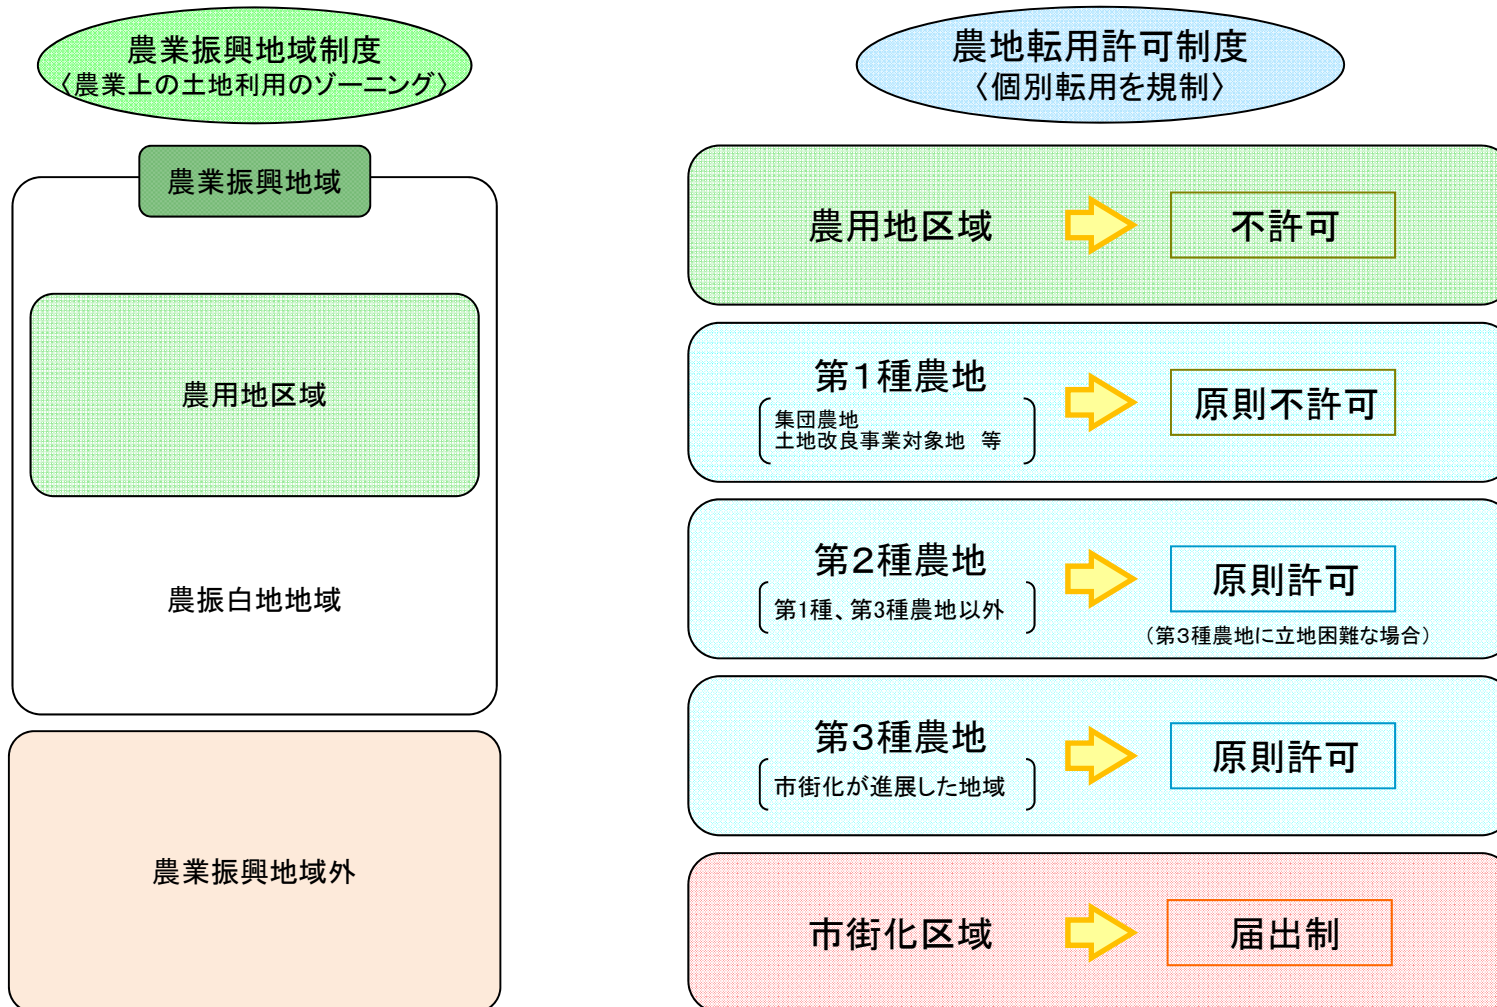 農業振興地域制度
〈農業上の土地利用のゾーニング〉
農業振興地域
農用地区域
農振白地地域
農業振興地域外
農地転用許可制度
〈個別転用を規制〉
農用地区域
不許可
第1種農地
集団農地
土地改良事業対象地　等
原則不許可
第2種農地
第1種、第3種農地以外
原則許可
（第3種農地に立地困難な場合）
第3種農地
市街化が進展した地域
原則許可
市街化区域
届出制